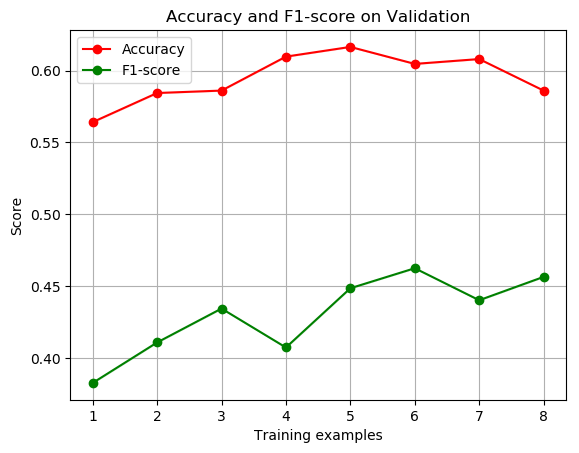 Accuracy and F1-score on Validation
Accuracy
F1-score
0.60
0.55
0.50
0.45
0.40
Score
1 2 3 4 5 6 7 8
Training examples